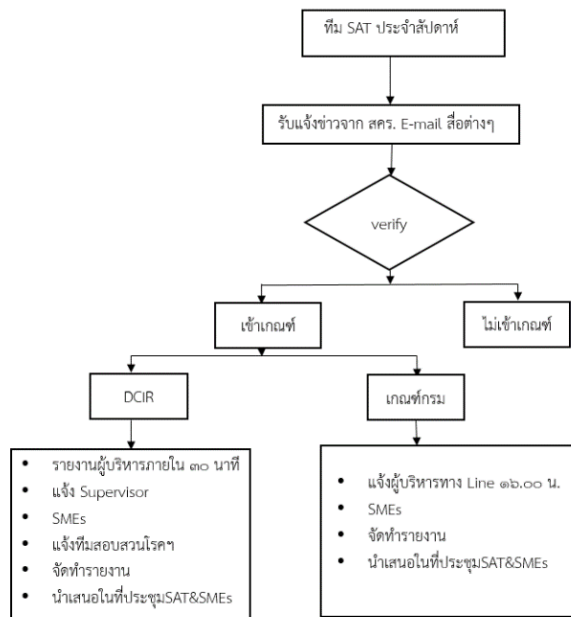 ทีม SAT ประจำสัปดาห์
รับแจ้งข่าวจาก สคร. E-mail สื่อต่างๆ
verify
เข้าเกณฑ์
ไม่เข้าเกณฑ์
DCIR
เกณฑ์กรม
• รายงานผู้บริหารภายใน ๓๐ นาที
• แจ้ง Supervisor
• SMEs
• แจ้งทีมสอบสวนโรคฯ
• จัดทำรายงาน
• นำเสนอในที่ประชุมSAT&SMEs
• แจ้งผู้บริหารทาง Line ๑๖.๐๐ น.
• SMEs
• จัดทำรายงาน
• นำเสนอในที่ประชุมSAT&SMEs